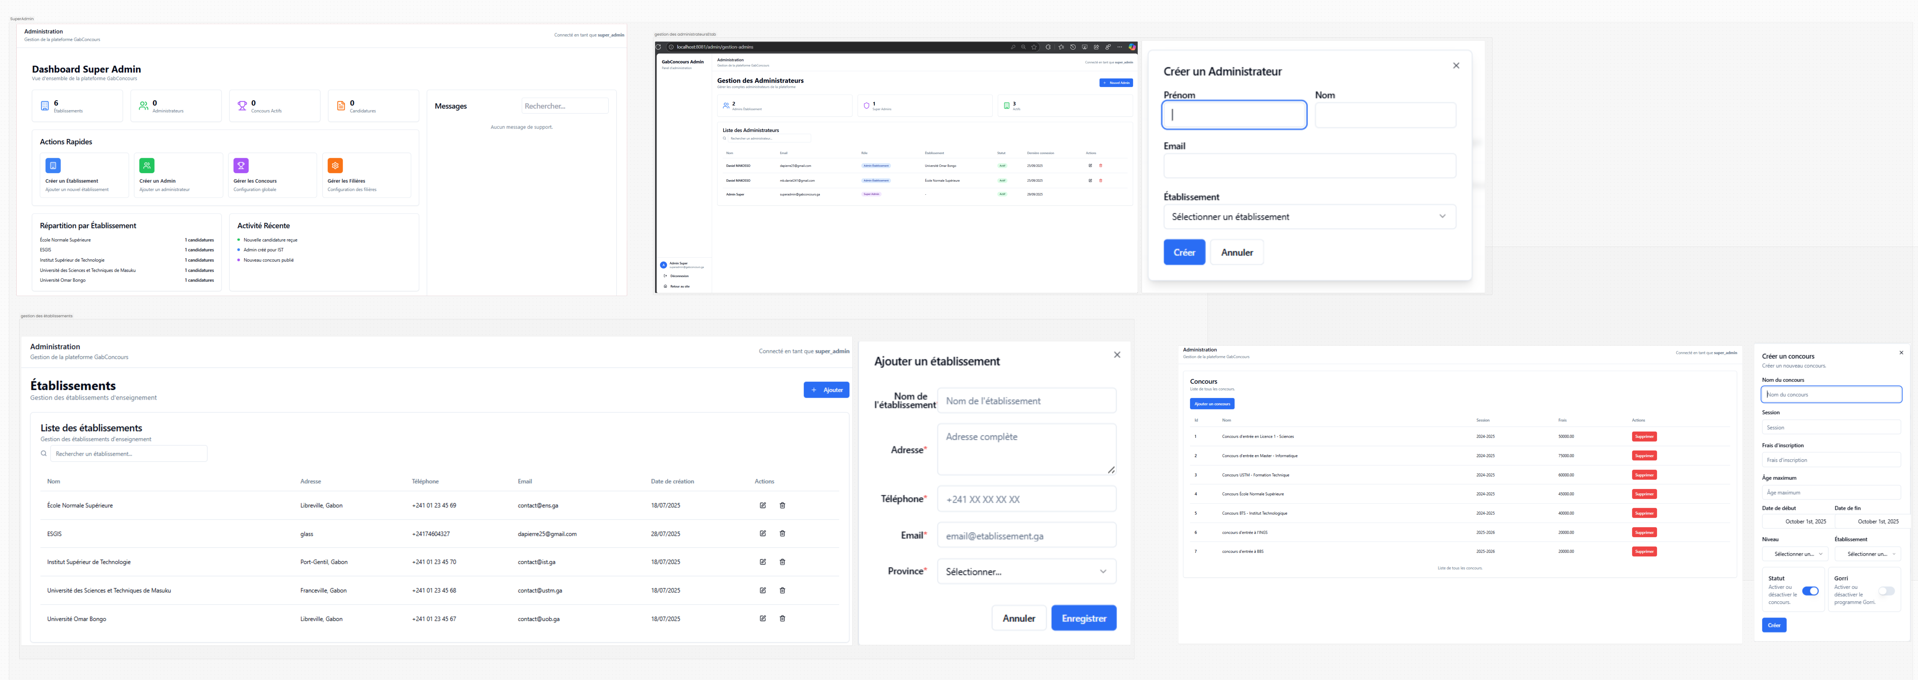 Superadmin
Administration
Gestion de la plateforme GabConcours
Connecté en tant que super_admin
Dashboard Super Admin
Vue d'ensemble de la plateforme GabConcours
6
Établissements
0
Administrateurs
0
Concours Actifs
0
Candidatures
Messages
Rechercher...
Aucun message de support.
Actions Rapides
Créer un Établissement
Ajouter un nouvel établissement
Créer un Admin
Ajouter un administrateur
Gérer les Concours
Configuration globale
Gérer les Filières
Configuration des filières
Répartition par Établissement
École Normale Supérieure 1 candidatures
ESGIS 1 candidatures
Institut Supérieur de Technologie 1 candidatures
Université des Sciences et Techniques de Masuku 1 candidatures
Université Omar Bongo 1 candidatures
Activité Récente
Nouvelle candidature reçue
Admin créé pour IST
Nouveau concours publié
localhost:8081/admin/gestion-admins
GabConcours Admin
Administration
Gestion de la plateforme GabConcours
Connecté en tant que super_admin
Gestion des Administrateurs
Gérer les comptes administrateurs de la plateforme
Nouvel Admin
2
Admins Établissement
1
Super Admins
3
Actifs
Liste des Administrateurs
Rechercher un administrateur...
Nom Email Rôle Établissement Statut Dernière connexion Actions
Admin Établissement Université Omar Bongo Actif
Admin Établissement École Normale Supérieure Actif
Admin Super Super Admin - Actif
Admin Super
Déconnexion
Retour au site
Créer un Administrateur
Prénom
Nom
Email
Établissement
Sélectionner un établissement
Créer
Annuler
gestion des établissements
Administration
Gestion de la plateforme GabConcours
Connecté en tant que super_admin
Établissements
Gestion des établissements d'enseignement
+ Ajouter
Liste des établissements
Gestion des établissements d'enseignement
Rechercher un établissement...
Nom Adresse Téléphone Email Date de création Actions
École Normale Supérieure Libreville, Gabon +241 01 23 45 69 contact@ens.ga 18/07/2025
ESGIS glass +24174604327 dapierre25@gmail.com 28/07/2025
Institut Supérieur de Technologie Port-Gentil, Gabon +241 01 23 45 70 contact@ist.ga 18/07/2025
Université des Sciences et Techniques de Masuku Franceville, Gabon +241 01 23 45 68 contact@ustm.ga 18/07/2025
Université Omar Bongo Libreville, Gabon +241 01 23 45 67 contact@uob.ga 18/07/2025
Ajouter un établissement
Nom de
l'établissement
Nom de l'établissement
Adresse*
Adresse complète
Téléphone*
+241 XX XX XX XX
Email*
email@etablissement.ga
Province*
Sélectionner...
Annuler
Enregistrer
Administration
Gestion de la plateforme GabConcours
Connecté en tant que super_admin
Concours
Liste de tous les concours
Ajouter un concours
Id Nom Session Frais Actions
1 Concours d'entrée en Licence 1 - Sciences 2024-2025 50000.00 Supprimer
2 Concours d'entrée en Master - Informatique 2024-2025 75000.00 Supprimer
3 Concours USTM - Formation Technique 2024-2025 60000.00 Supprimer
4 Concours École Normale Supérieure 2024-2025 45000.00 Supprimer
5 Concours BTS - Institut Technologique 2024-2025 40000.00 Supprimer
6 concours d'entrée à l'INSG 2025-2026 20000.00 Supprimer
7 concours d'entrée à BBS 2025-2026 20000.00 Supprimer
Liste de tous les concours.
Créer un concours
Créer un nouveau concours.
Nom du concours
Nom du concours
Session
Session
Frais d'inscription
Frais d'inscription
Âge maximum
Âge maximum
Date de début
Date de fin
October 1st, 2025
October 1st, 2025
Niveau
Établissement
Sélectionner un...
Sélectionner un...
Statut
Activer ou
désactiver le
concours.
Gorri
Activer ou
désactiver le
programme Gorri.
Créer